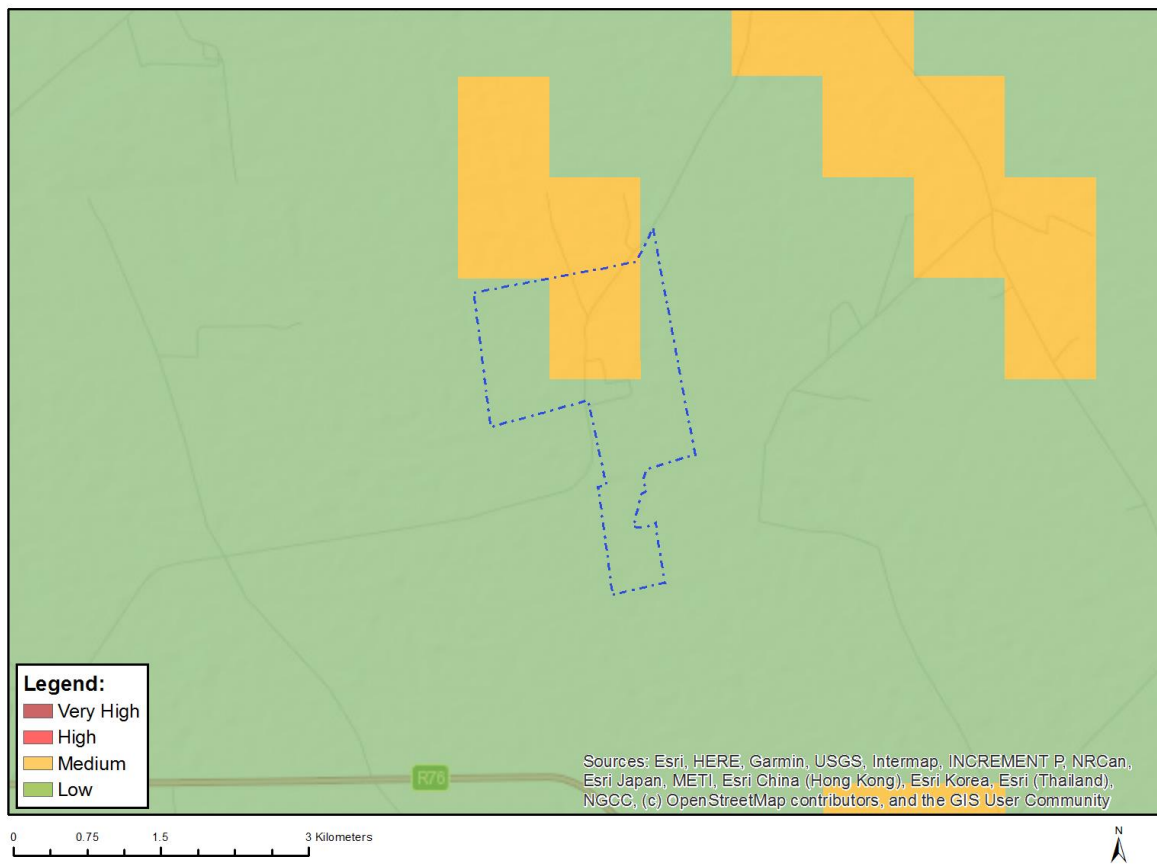 Legend:
Very High
High
Medium
Low
R76
Sources: Esri, HERE, Garmin, USGS, Intermap, INCREMENT P, NRCan,
Esri Japan, METI, Esri China (Hong Kong), Esri Korea, Esri (Thailand),
NGCC, (c) OpenStreetMap contributors, and the GIS User Community
0 0.75 1.5 3 Kilometers
N